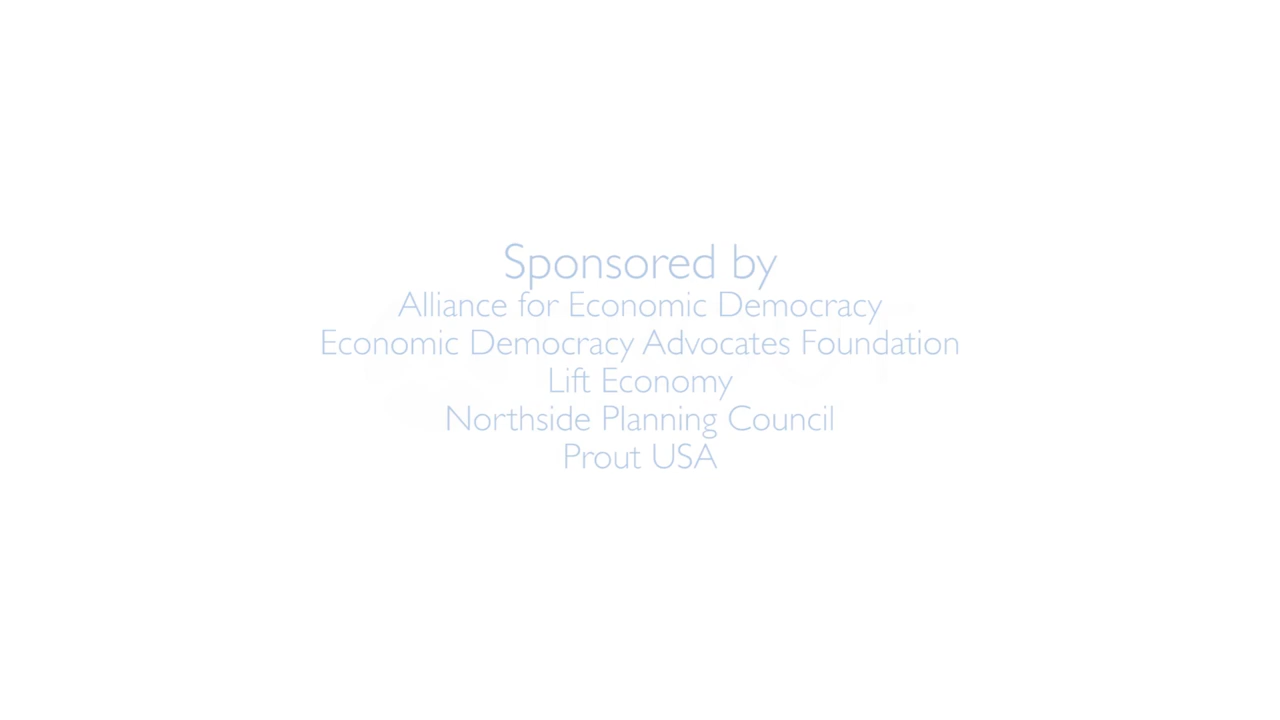 Sponsored by
Alliance for Economic Democracy
Economic Democracy Advocates Foundation
Lift Economy
Northside Planning Council
Prout USA